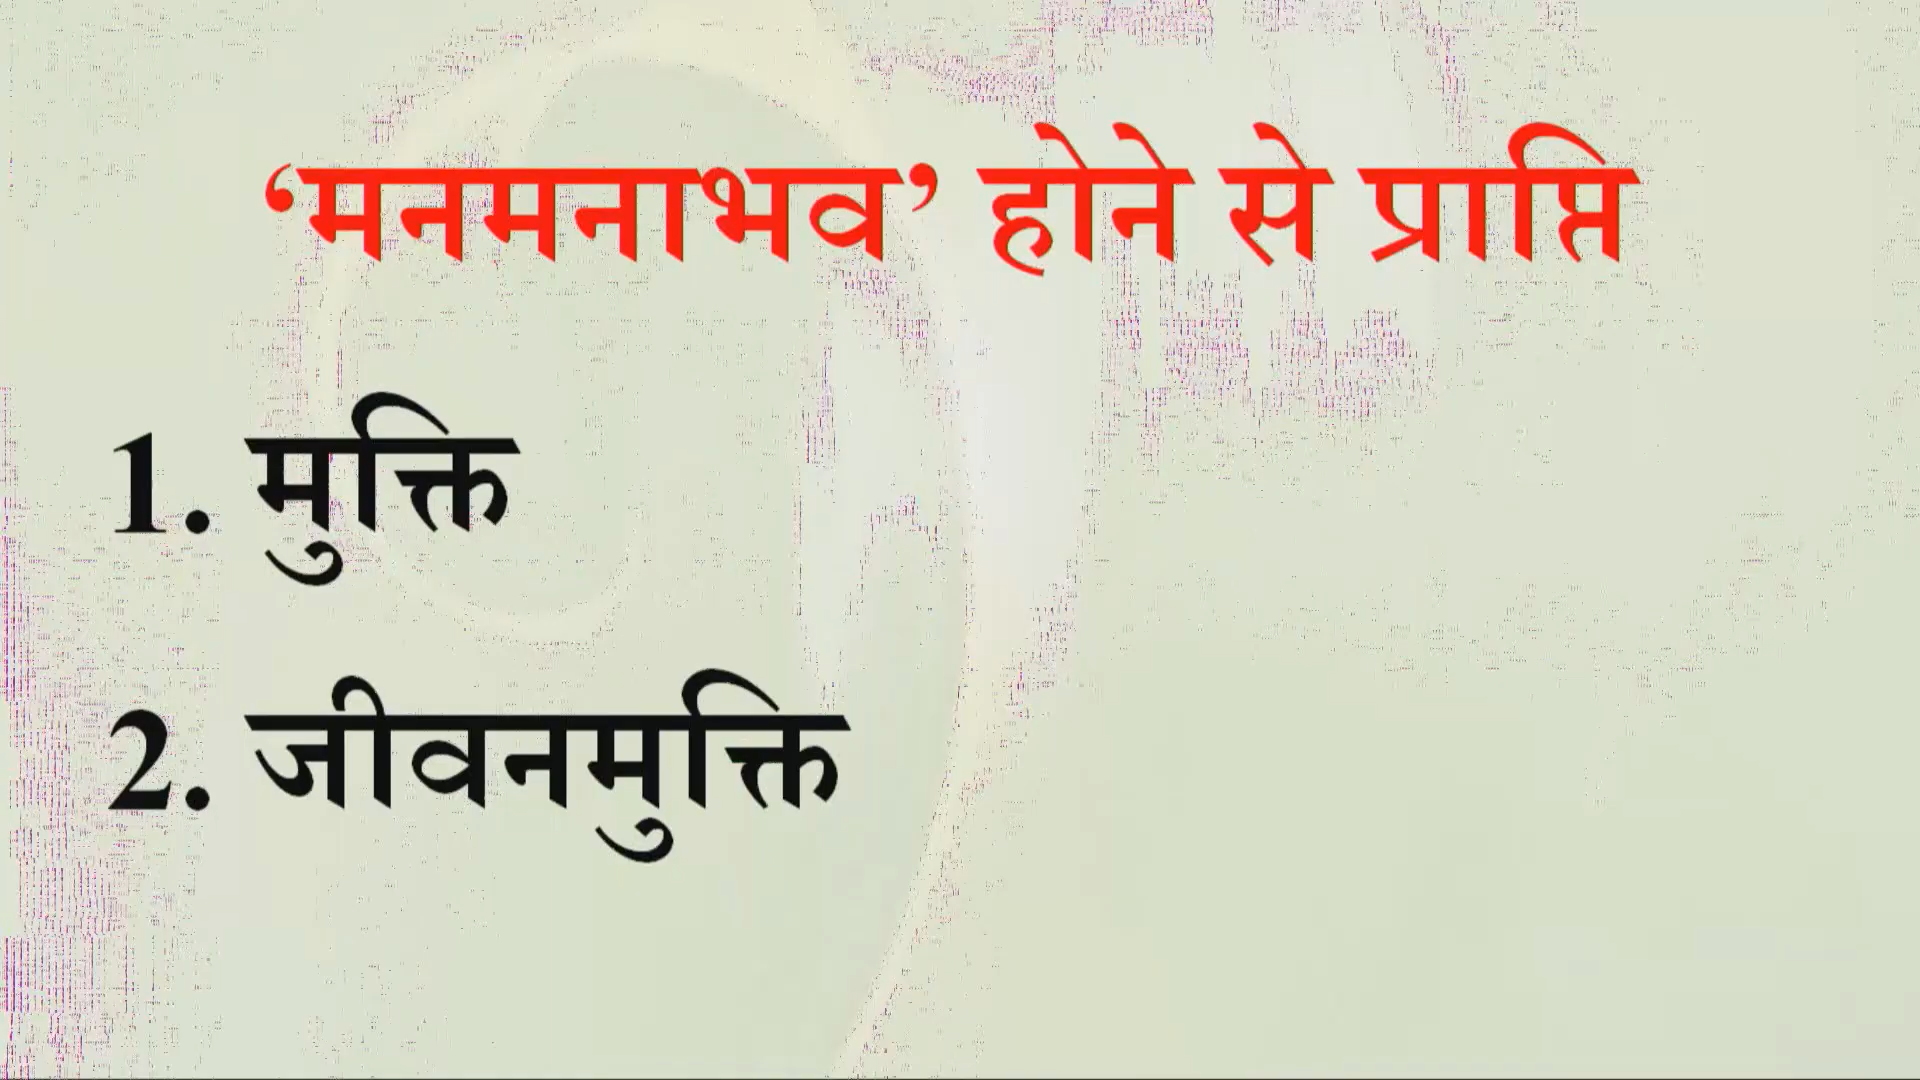 ‘मनमनाभव’ होने से प्राप्ति
1. मुक्ति
2. जीवनमुक्ति